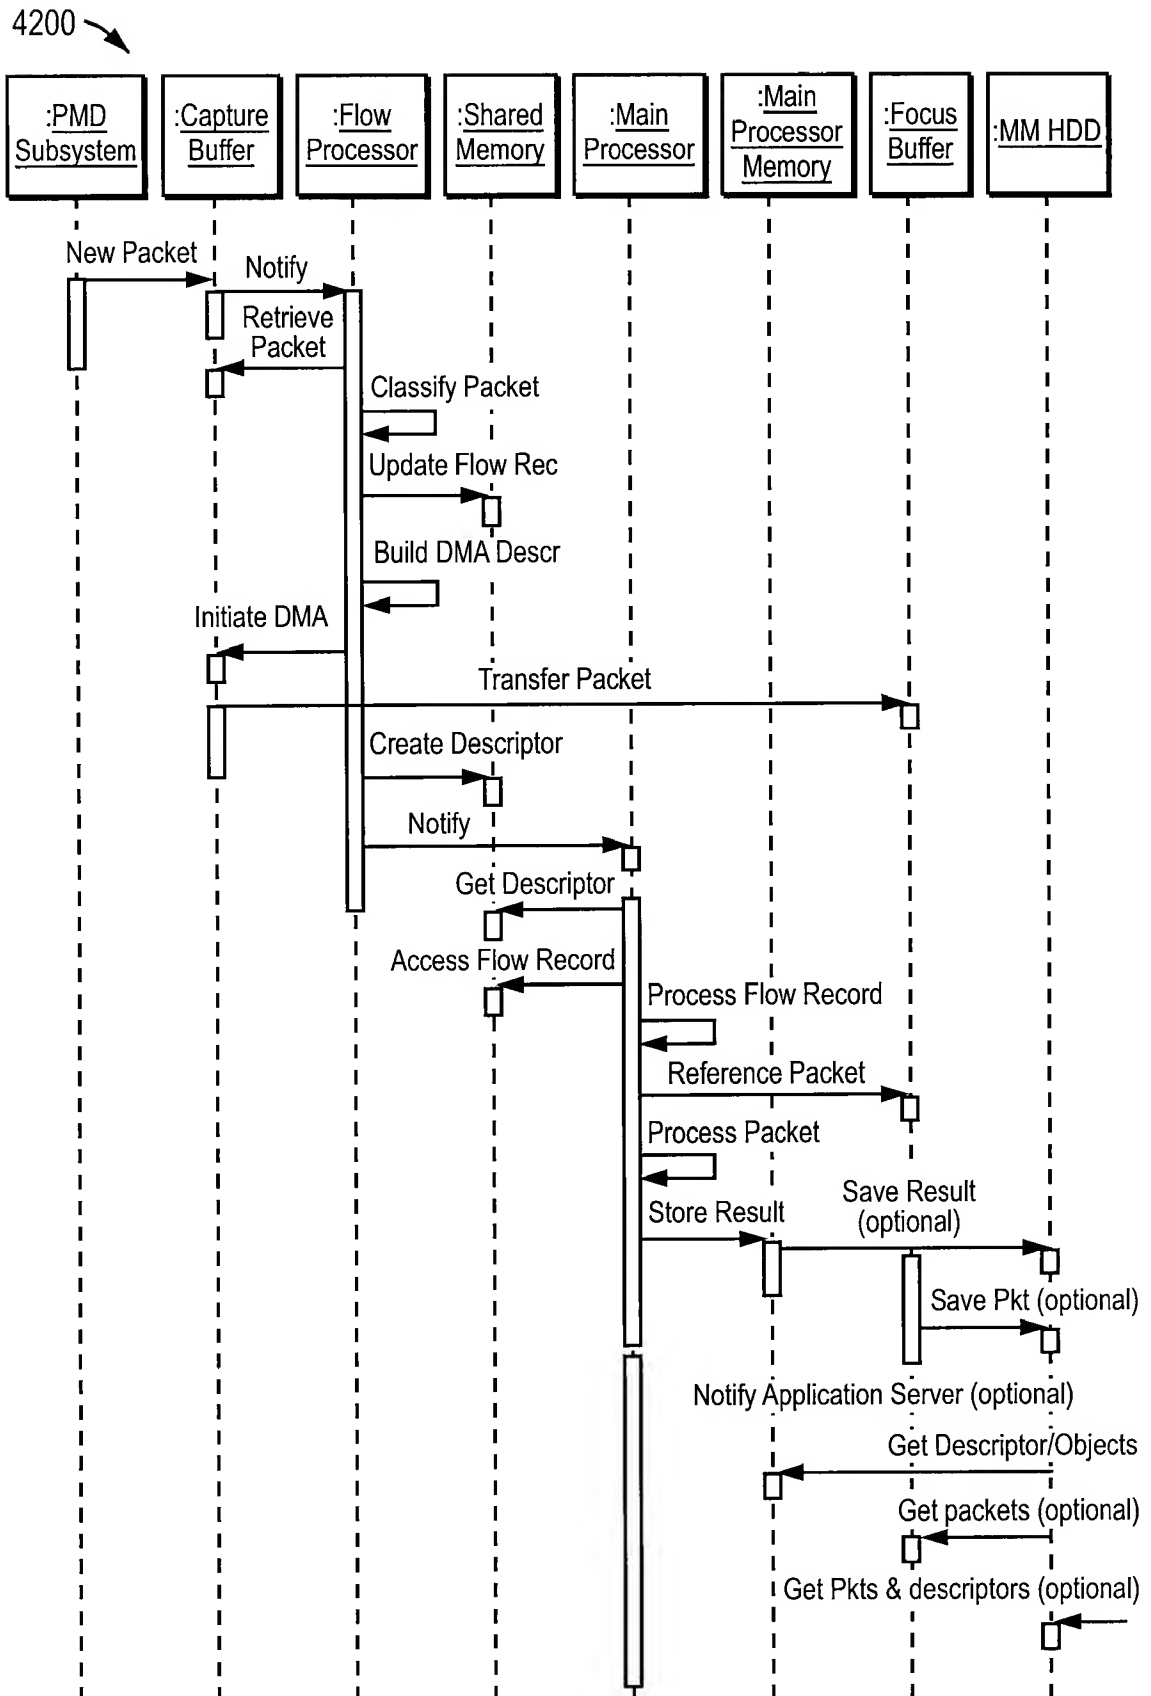 4200
:PMD
Subsystem
:Capture
Buffer
:Flow
Processor
:Shared
Memory
:Main
Processor
:Main
Processor
Memory
:Focus
Buffer
:MM HDD
New Packet
Notify
Retrieve
Packet
Classify Packet
Update Flow Rec
Build DMA Descr
Initiate DMA
Transfer Packet
Create Descriptor
Notify
Get Descriptor
Access Flow Record
Process Flow Record
Reference Packet
Process Packet
Store Result
Save Result
(optional)
Save Pkt (optional)
Notify Application Server (optional)
Get Descriptor/Objects
Get packets (optional)
Get Pkts & descriptors (optional)